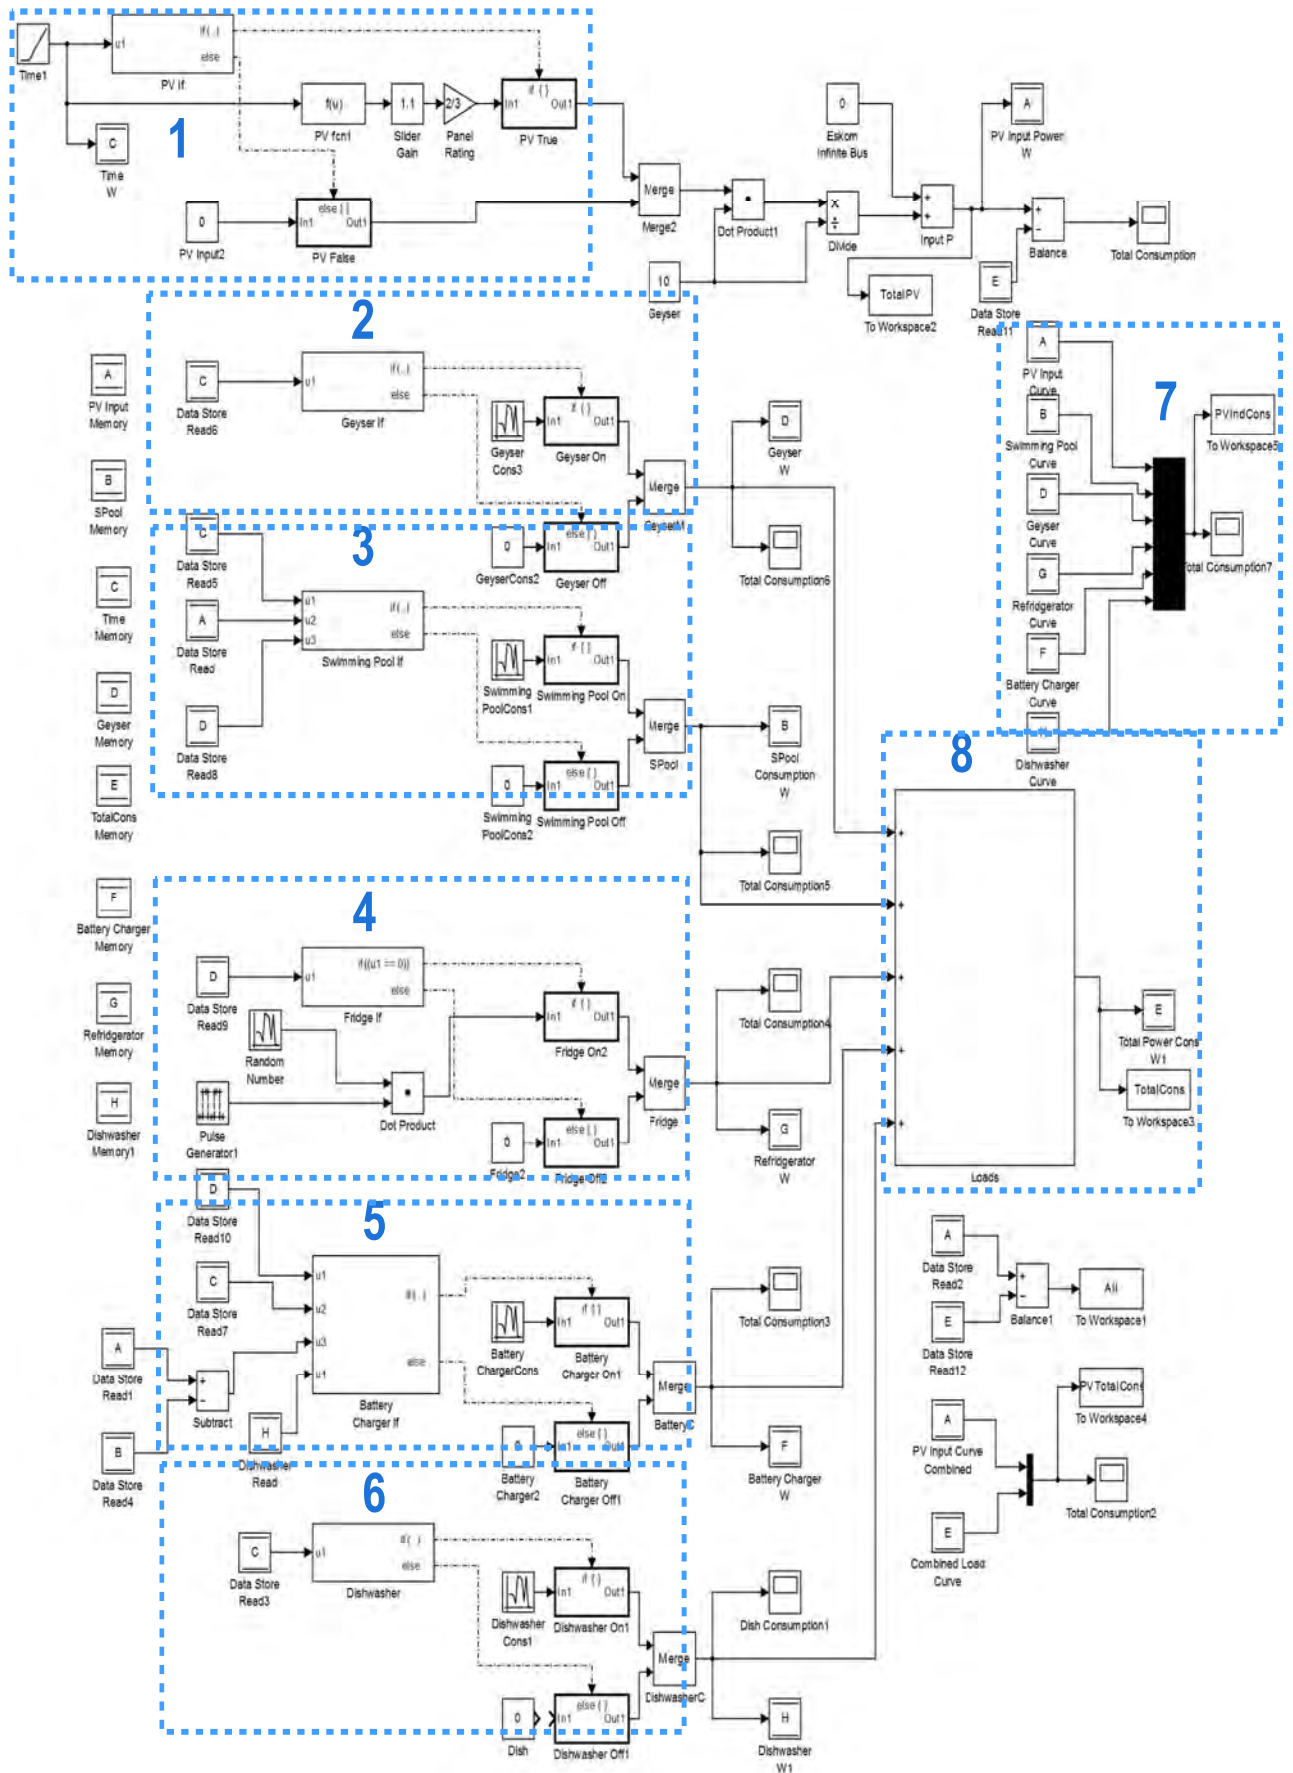 1
Time1
u1
if(..)
else
PV If
C
Time
W
f(u)
PV fcn1
1.1
Slider
Gain
2/3
Panel
Rating
if { }
In1
Out1
PV True
0
PV Input2
else { }
In1
Out1
PV False
Merge
Merge2
Dot Product1
10
Geyser
×
÷
Divide
0
Eskom
Infinite Bus
+
+
Input P
A
PV Input Power
W
TotalPV
To Workspace2
E
Data Store
Read11
+
−
Balance
Total Consumption
2
C
Data Store
Read6
u1
if(..)
else
Geyser If
Geyser
Cons3
if { }
In1
Out1
Geyser On
0
GeyserCons2
else { }
In1
Out1
Geyser Off
Merge
GeyserM
D
Geyser
W
Total Consumption6
A
PV Input
Memory
B
SPool
Memory
C
Time
Memory
D
Geyser
Memory
E
TotalCons
Memory
F
Battery Charger
Memory
G
Refridgerator
Memory
H
Dishwasher
Memory1
3
C
Data Store
Read5
A
Data Store
Read
D
Data Store
Read8
u1
u2
u3
if(..)
else
Swimming Pool If
Swimming
PoolCons1
if { }
In1
Out1
Swimming Pool On
0
Swimming
PoolCons2
else { }
In1
Out1
Swimming Pool Off
Merge
SPool
B
SPool
Consumption
W
Total Consumption5
4
D
Data Store
Read9
u1
if((u1 == 0))
else
Fridge If
Random
Number
Pulse
Generator1
Dot Product
if { }
In1
Out1
Fridge On2
0
Fridge2
else { }
In1
Out1
Fridge Off2
Merge
Fridge
Total Consumption4
G
Refridgerator
W
5
D
Data Store
Read10
C
Data Store
Read7
A
Data Store
Read1
B
Data Store
Read4
+
−
Subtract
H
Dishwasher
Read
u1
u2
u3
u1
if(..)
else
Battery
Charger If
Battery
ChargerCons
if { }
In1
Out1
Battery
Charger On1
0
Battery
Charger2
else { }
In1
Out1
Battery
Charger Off1
Merge
BatteryC
Total Consumption3
F
Battery Charger
W
6
C
Data Store
Read3
u1
if( )
else
Dishwasher
Dishwasher
Cons1
if { }
In1
Out1
Dishwasher On1
0
Dish
else { }
In1
Out1
Dishwasher Off1
Merge
DishwasherC
Dish Consumption1
H
Dishwasher
W1
7
A
PV Input
Curve
B
Swimming Pool
Curve
D
Geyser
Curve
G
Refridgerator
Curve
F
Battery Charger
Curve
Dishwasher
Curve
PVIndCons
To Workspace5
Total Consumption7
8
+
+
+
+
+
Loads
E
Total Power Cons
W1
TotalCons
To Workspace3
A
Data Store
Read2
E
Data Store
Read12
+
−
Balance1
All
To Workspace1
A
PV Input Curve
Combined
E
Combined Load
Curve
PVTotalCons
To Workspace4
Total Consumption2